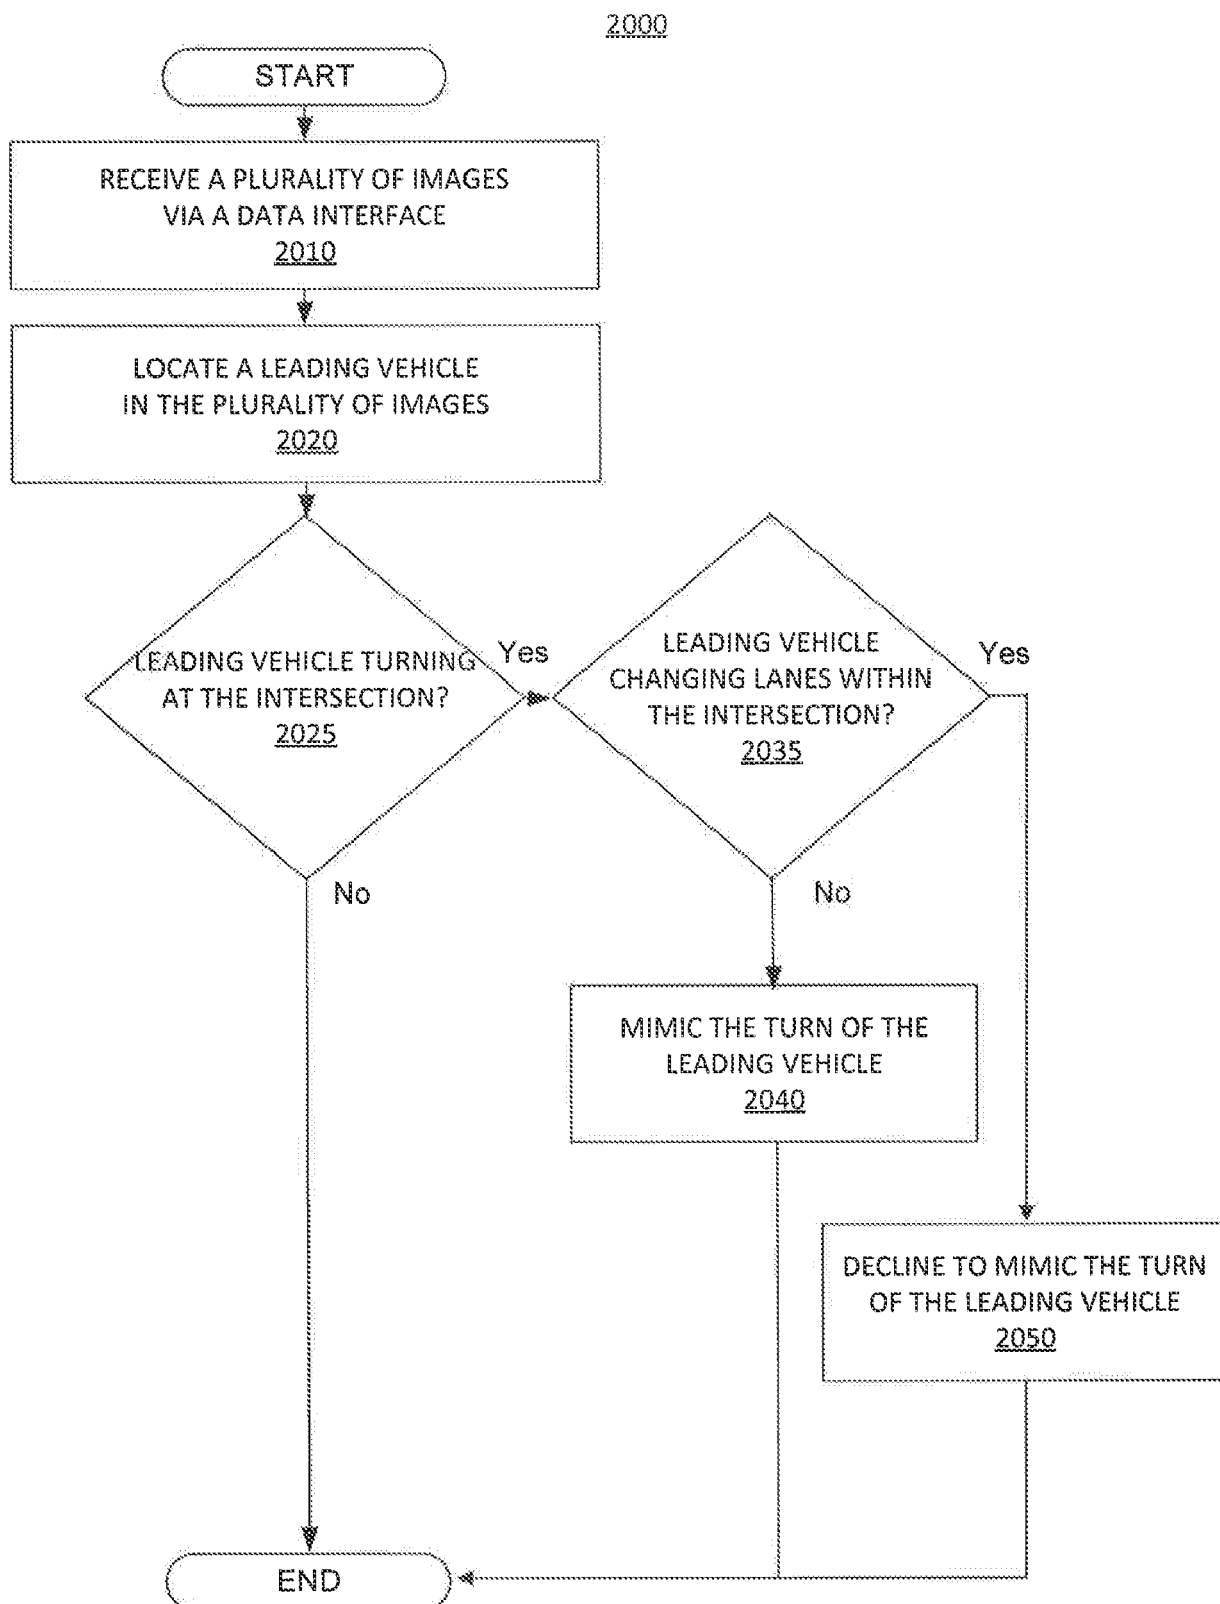 2000
START
RECEIVE A PLURALITY OF IMAGES
VIA A DATA INTERFACE
2010
LOCATE A LEADING VEHICLE
IN THE PLURALITY OF IMAGES
2020
LEADING VEHICLE TURNING
AT THE INTERSECTION?
2025
Yes
No
LEADING VEHICLE
CHANGING LANES WITHIN
THE INTERSECTION?
2035
Yes
No
MIMIC THE TURN OF THE
LEADING VEHICLE
2040
DECLINE TO MIMIC THE TURN
OF THE LEADING VEHICLE
2050
END